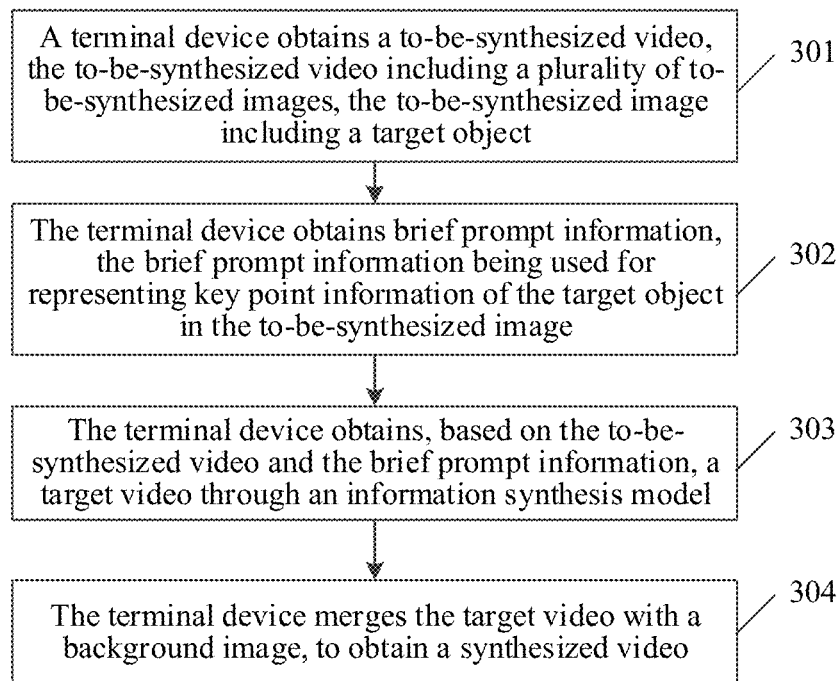 A terminal device obtains a to-be-synthesized video,
the to-be-synthesized video including a plurality of to-
be-synthesized images, the to-be-synthesized image
including a target object
301
The terminal device obtains brief prompt information,
the brief prompt information being used for
representing key point information of the target object
in the to-be-synthesized image
302
The terminal device obtains, based on the to-be-
synthesized video and the brief prompt information, a
target video through an information synthesis model
303
The terminal device merges the target video with a
background image, to obtain a synthesized video
304